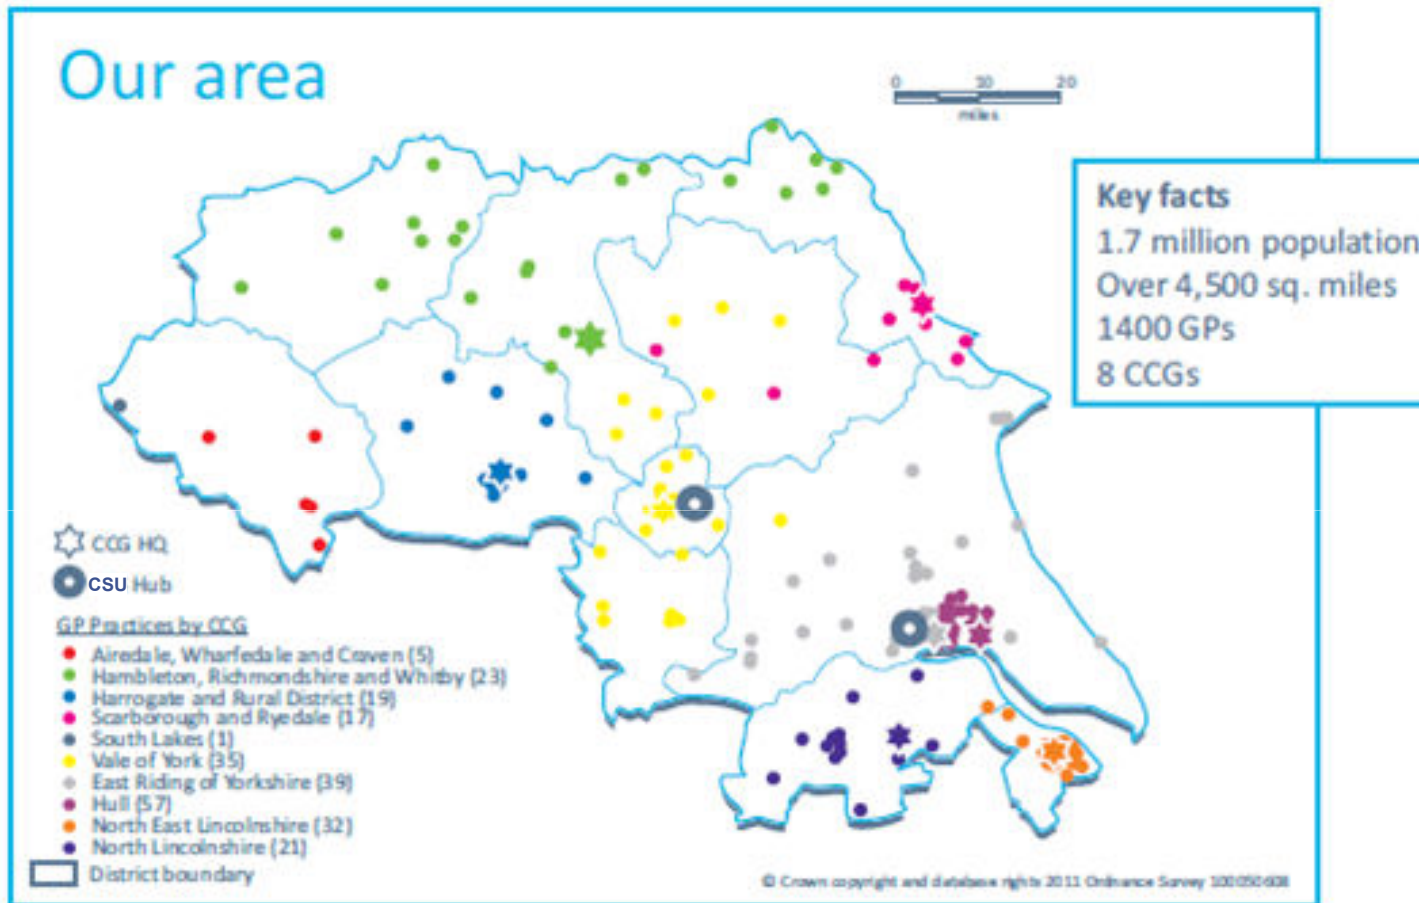 Our area
0 10 20
miles
Key facts
1.7 million population
Over 4,500 sq. miles
1400 GPs
8 CCGs
CCG HQ
CSU Hub
GP Practices by CCG
Airedale, Wharfedale and Craven (5)
Hambleton, Richmondshire and Whitby (23)
Harrogate and Rural District (19)
Scarborough and Ryedale (17)
South Lakes (1)
Vale of York (35)
East Riding of Yorkshire (39)
Hull (57)
North East Lincolnshire (32)
North Lincolnshire (21)
District boundary
© Crown copyright and database rights 2011 Ordnance Survey 100050608